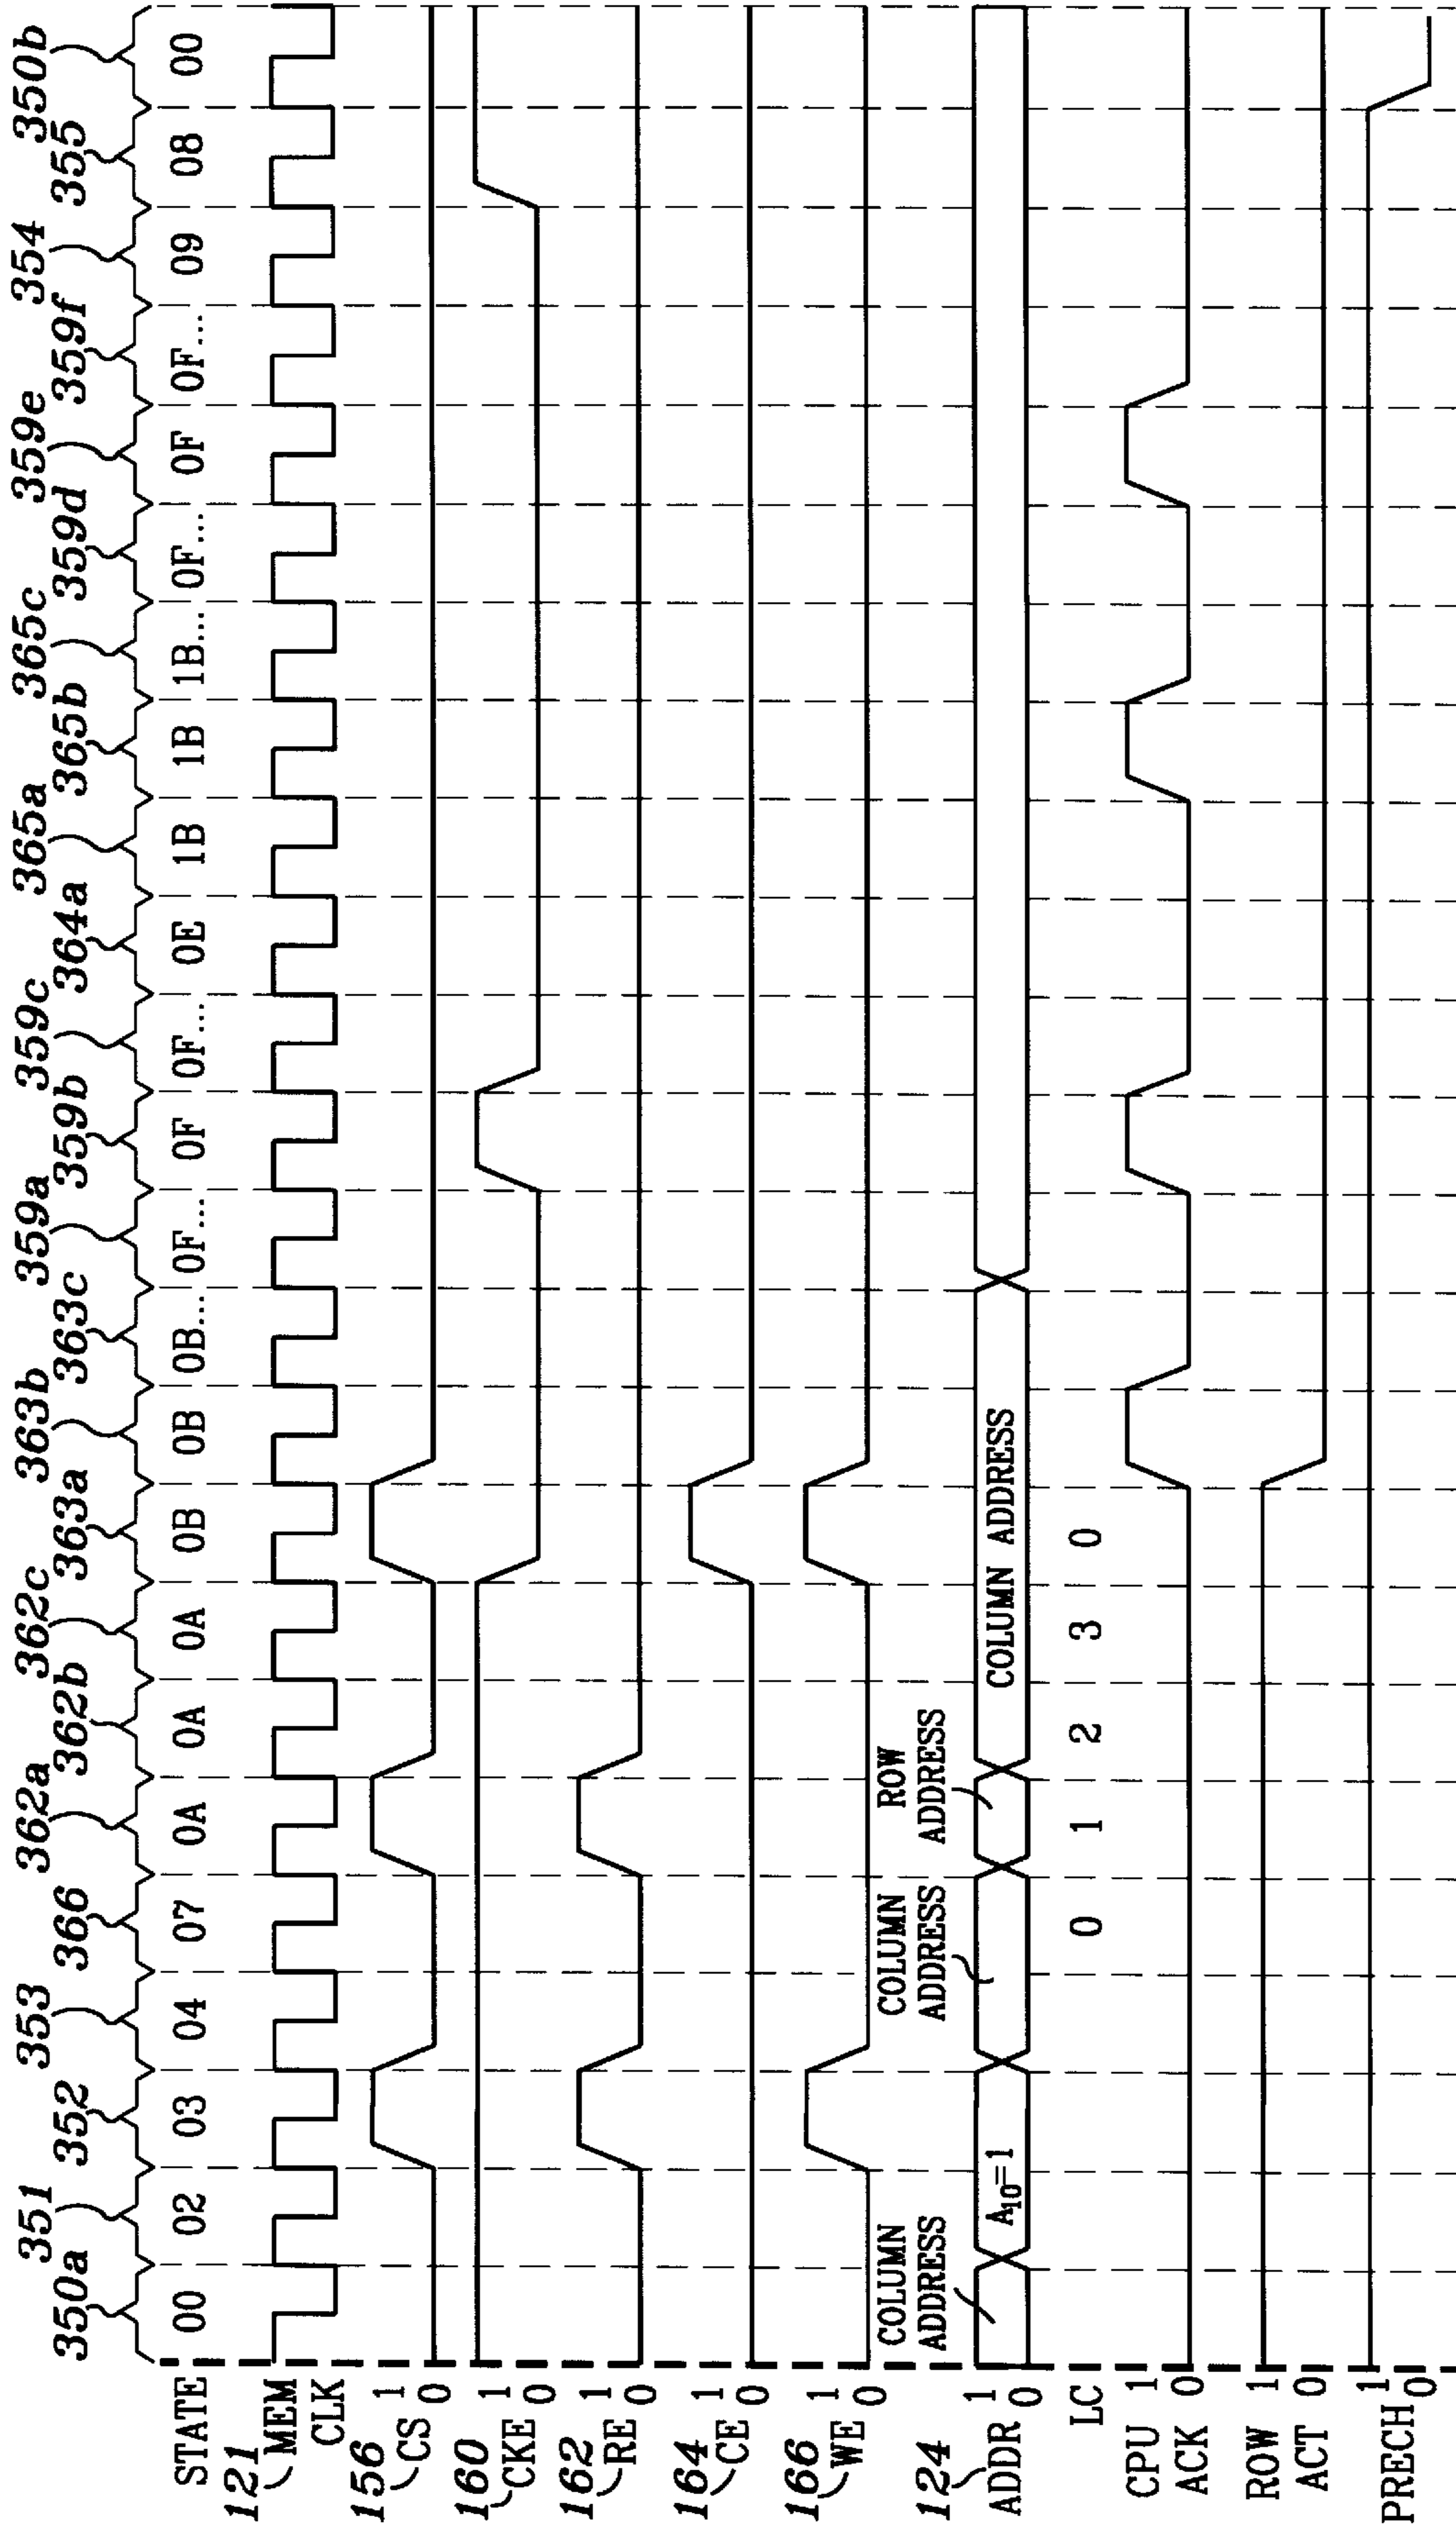 350a 351 352 353 366 362a 362b 362c 363a 363b 363c 359a 359b 359c 364a 365a 365b 365c 359d 359e 359f 354 355 350b
STATE 00 02 03 04 07 0A 0A 0A 0B 0B 0B... 0F... 0F 0F... 0E 1B 1B 1B... 0F... 0F 0F... 09 08 00
121
MEM
CLK
156
CS 1
0
160
CKE 1
0
162
RE 1
0
164
CE 1
0
166
WE 1
0
COLUMN
ADDRESS
COLUMN
ADDRESS
ROW
ADDRESS
124
ADDR 1
0
A10=1
COLUMN ADDRESS
LC 0 1 2 3 0
CPU 1
ACK 0
ROW 1
ACT 0
PRECH 1
0